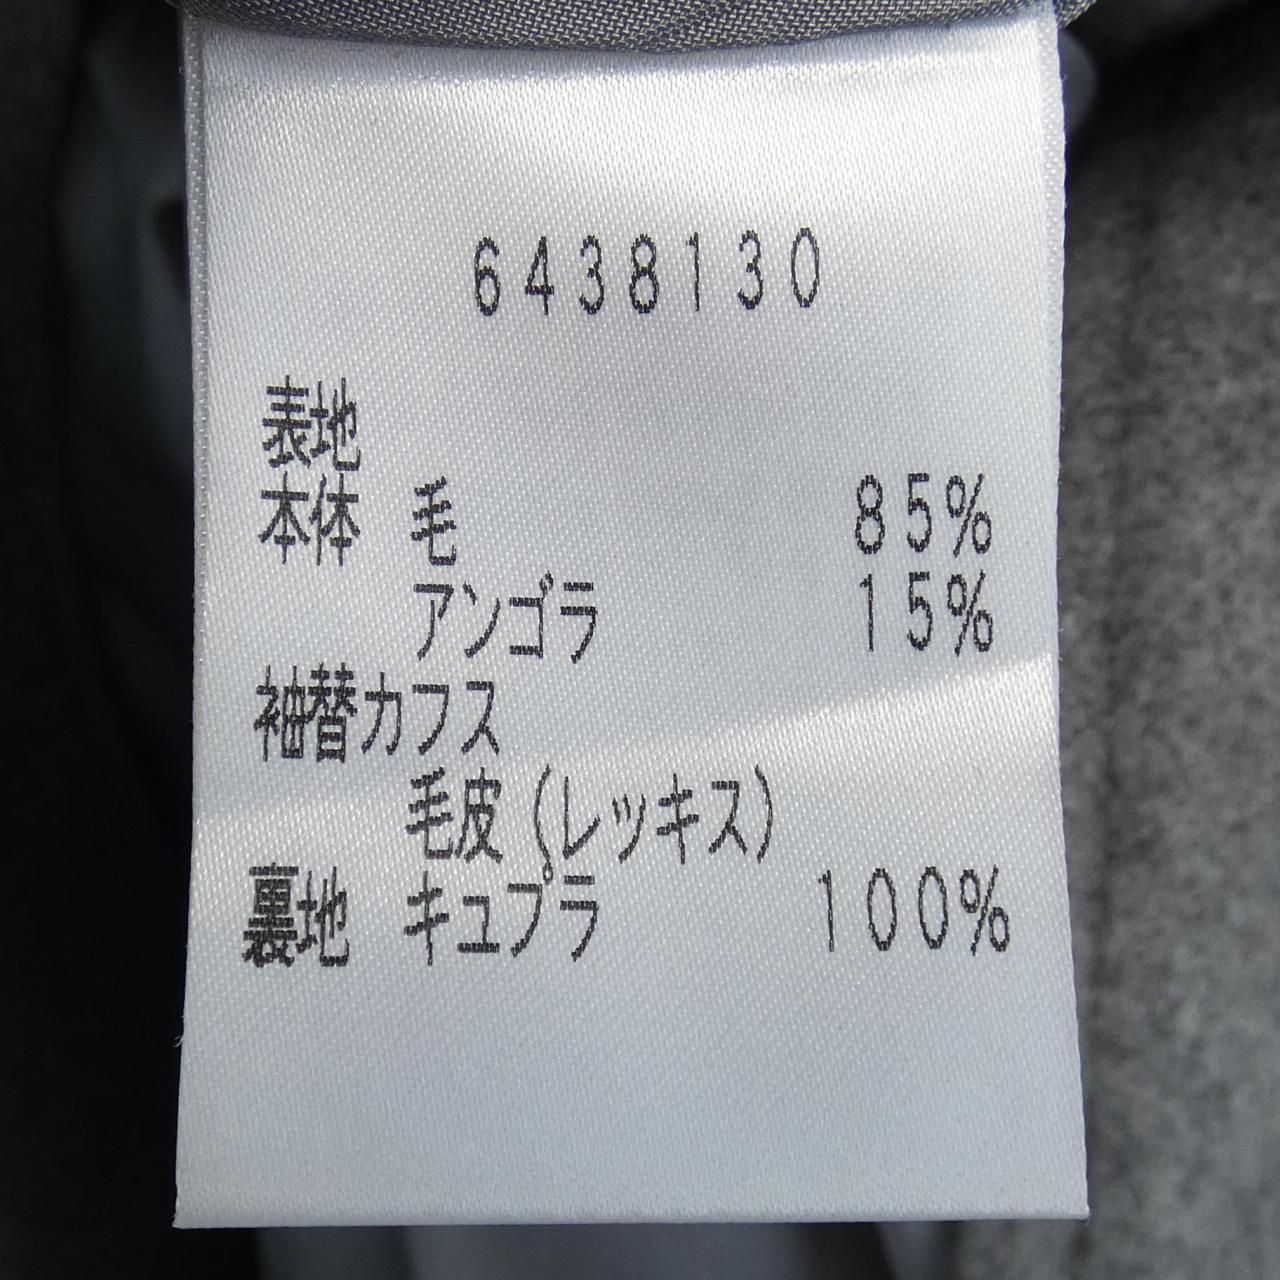 6438130
表地
本体 毛 85%
アンゴラ 15%
袖替カフス
毛皮(レッキス)
裏地 キュプラ 100%